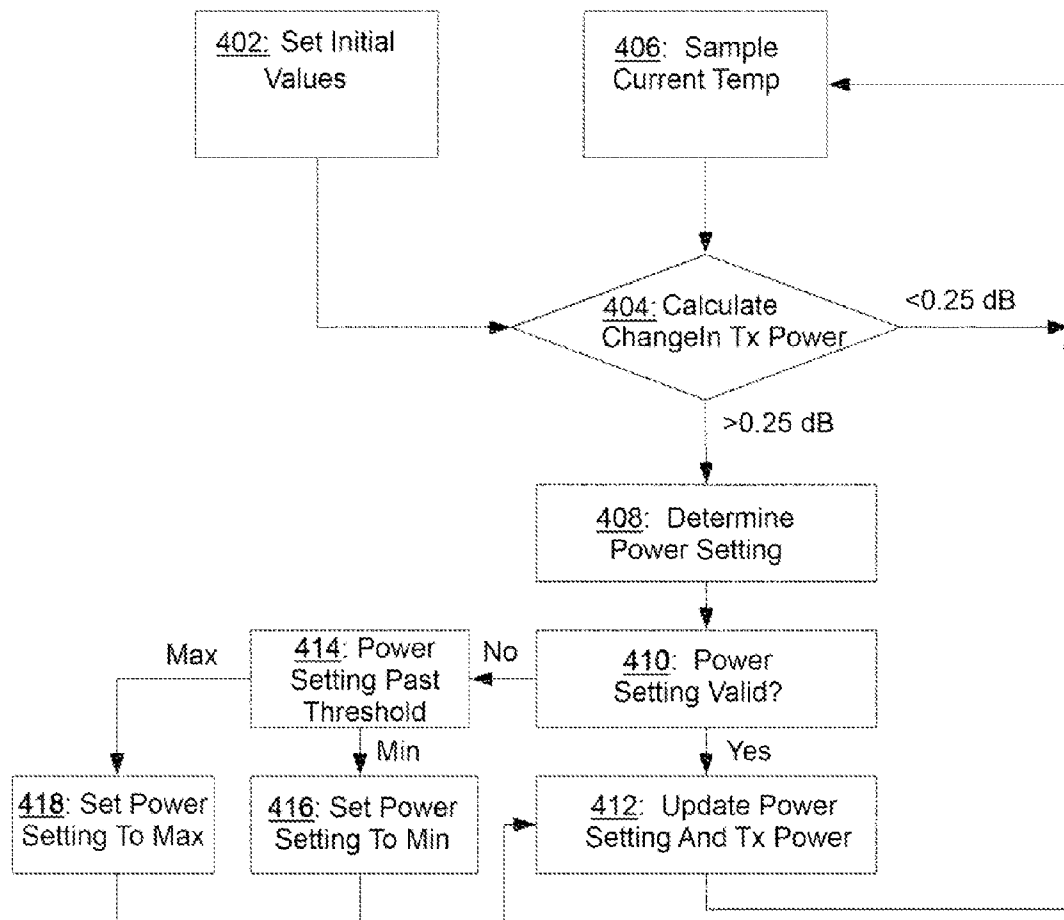 402: Set Initial
Values
406: Sample
Current Temp
404: Calculate
ChangeIn Tx Power
<0.25 dB
>0.25 dB
408: Determine
Power Setting
410: Power
Setting Valid?
No
414: Power
Setting Past
Threshold
Max
Min
Yes
418: Set Power
Setting To Max
416: Set Power
Setting To Min
412: Update Power
Setting And Tx Power